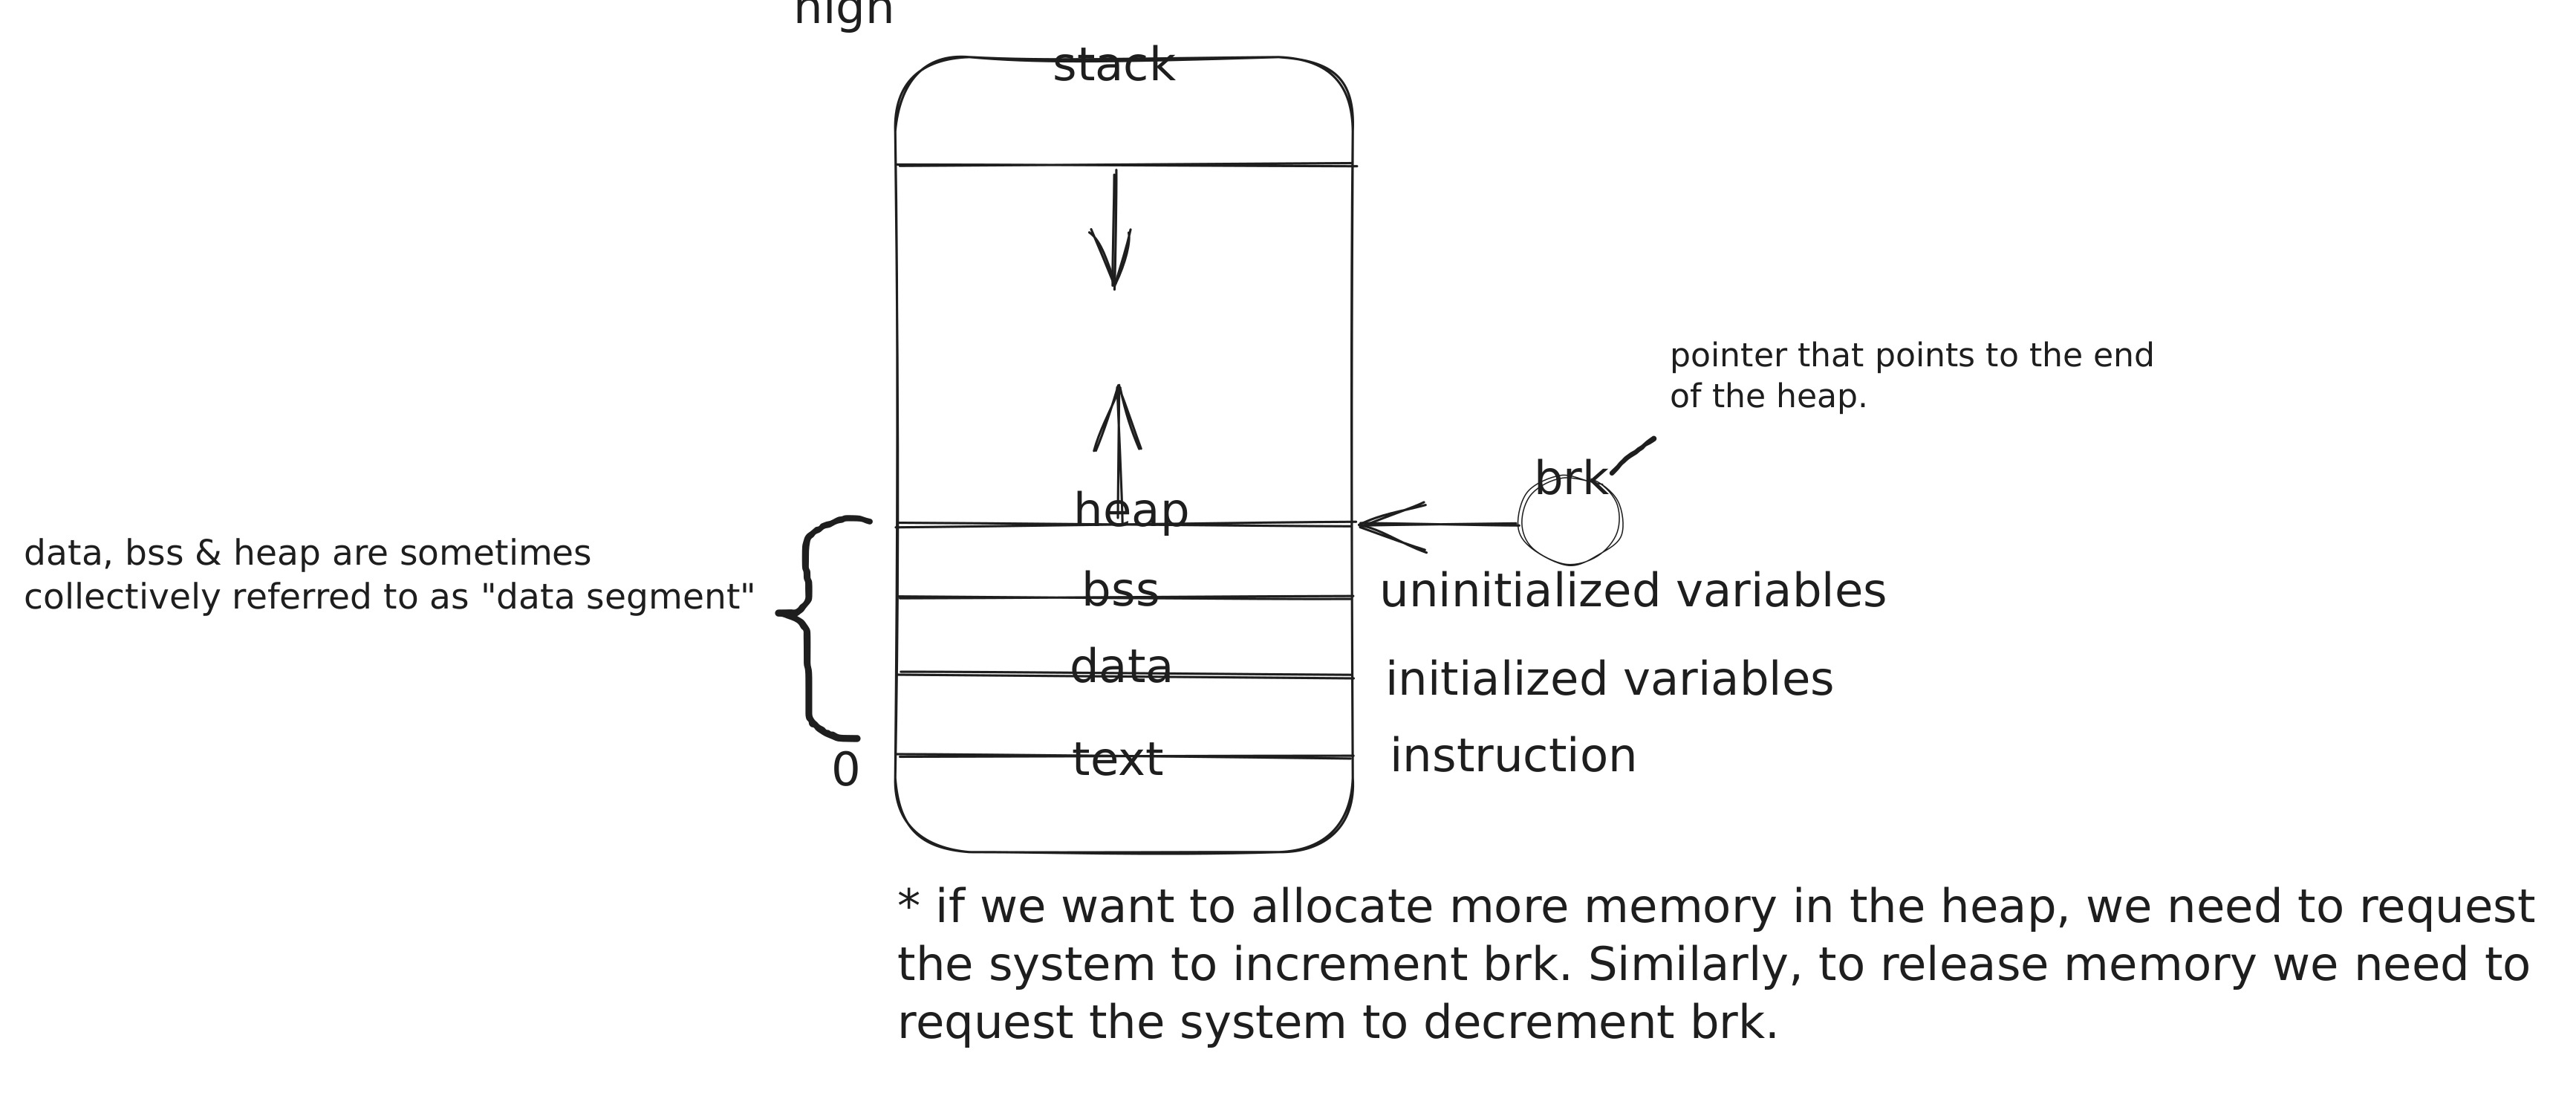 high
stack
pointer that points to the end
of the heap.
brk
heap
data, bss & heap are sometimes
collectively referred to as "data segment"
bss
uninitialized variables
data
initialized variables
text
instruction
0
* if we want to allocate more memory in the heap, we need to request
the system to increment brk. Similarly, to release memory we need to
request the system to decrement brk.